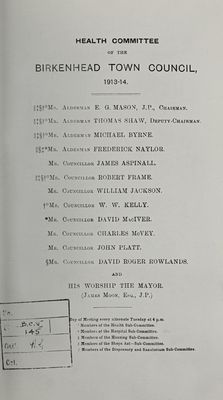 HEALTH COMMITTEE
OF THE
BIRKENHEAD TOWN COUNCIL,
1913-14.
Mr. Alderman E. G. MASON, J.P., Chairman.
Mr. Alderman THOMAS SHAW, Deputy-Chairman.
Mr. Alderman MICHAEL BYRNE.
Mr. Alderman FREDERICK NAYLOR.
Mr. Councillor JAMES ASPINALL.
Mr. Councillor ROBERT FRAME.
Mr. Councillor WILLIAM JACKSON.
Mr. Councillor W. W. KELLY.
*Mr. Councillor DAVID MacIVER.
Mr. Councillor CHARLES McVEY.
Mr. Councillor JOHN PLATT.
§Mr. Councillor DAVID ROGER ROWLANDS.
AND
HIS WORSHIP THE MAYOR.
(James Moon, Esq., J.P.)
Day of Meeting every alternate Tuesday at 6 p.m.
Members of the Health Sub-Committee.
Members of the Hospital Sub-Committee.
Members of the Housing Sub-Committee.
Members of the Shops Act Sub-Committee.
Members of the Dispensary and Sanatorium Sub-Committee.